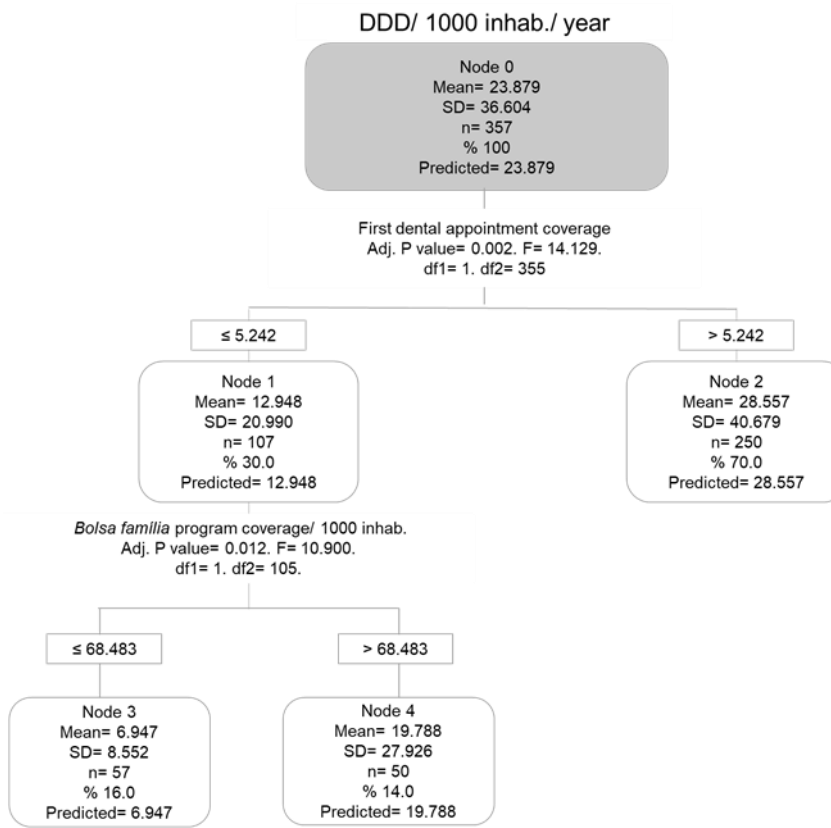 DDD/ 1000 inhab./ year
Node 0
Mean= 23.879
SD= 36.604
n= 357
% 100
Predicted= 23.879
First dental appointment coverage
Adj. P value= 0.002. F= 14.129.
df1= 1. df2= 355
≤ 5.242
> 5.242
Node 1
Mean= 12.948
SD= 20.990
n= 107
% 30.0
Predicted= 12.948
Node 2
Mean= 28.557
SD= 40.679
n= 250
% 70.0
Predicted= 28.557
Bolsa família program coverage/ 1000 inhab.
Adj. P value= 0.012. F= 10.900.
df1= 1. df2= 105.
≤ 68.483
> 68.483
Node 3
Mean= 6.947
SD= 8.552
n= 57
% 16.0
Predicted= 6.947
Node 4
Mean= 19.788
SD= 27.926
n= 50
% 14.0
Predicted= 19.788